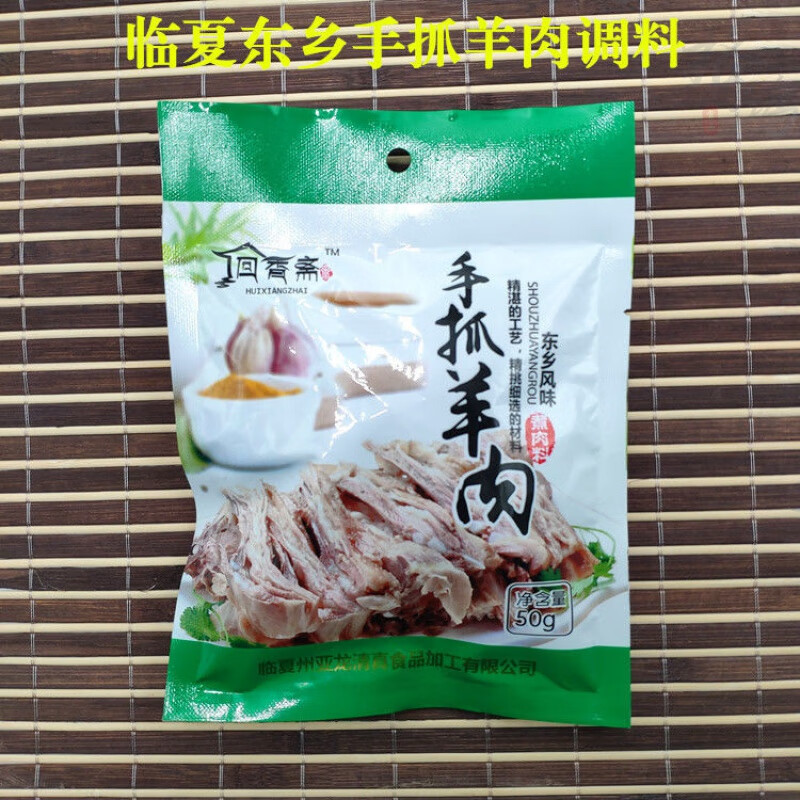 临夏东乡手抓羊肉调料
回香斋™
HUIXIANGZHAI
手抓羊肉
精湛的工艺，精挑细选的材料
SHOUZHUAYANGROU
东乡风味
煮肉料
净含量
50g
临夏州亚龙清真食品加工有限公司